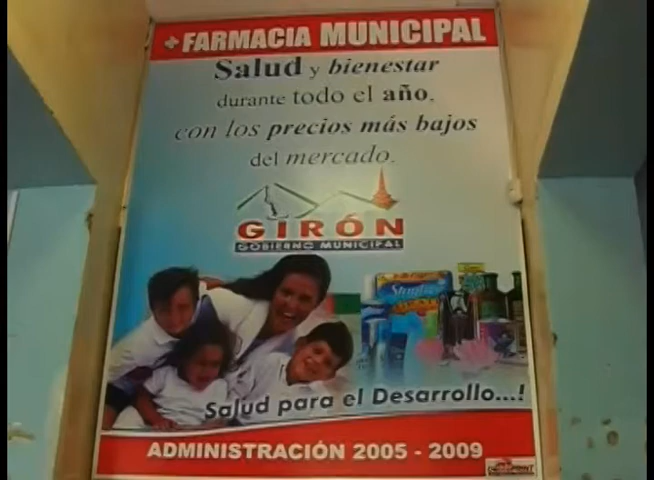 + FARMACIA MUNICIPAL
Salud y bienestar
durante todo el año.
con los precios más bajos
del mercado.
GIRÓN
GOBIERNO MUNICIPAL
Salud para el Desarrollo...!
ADMINISTRACIÓN 2005 - 2009